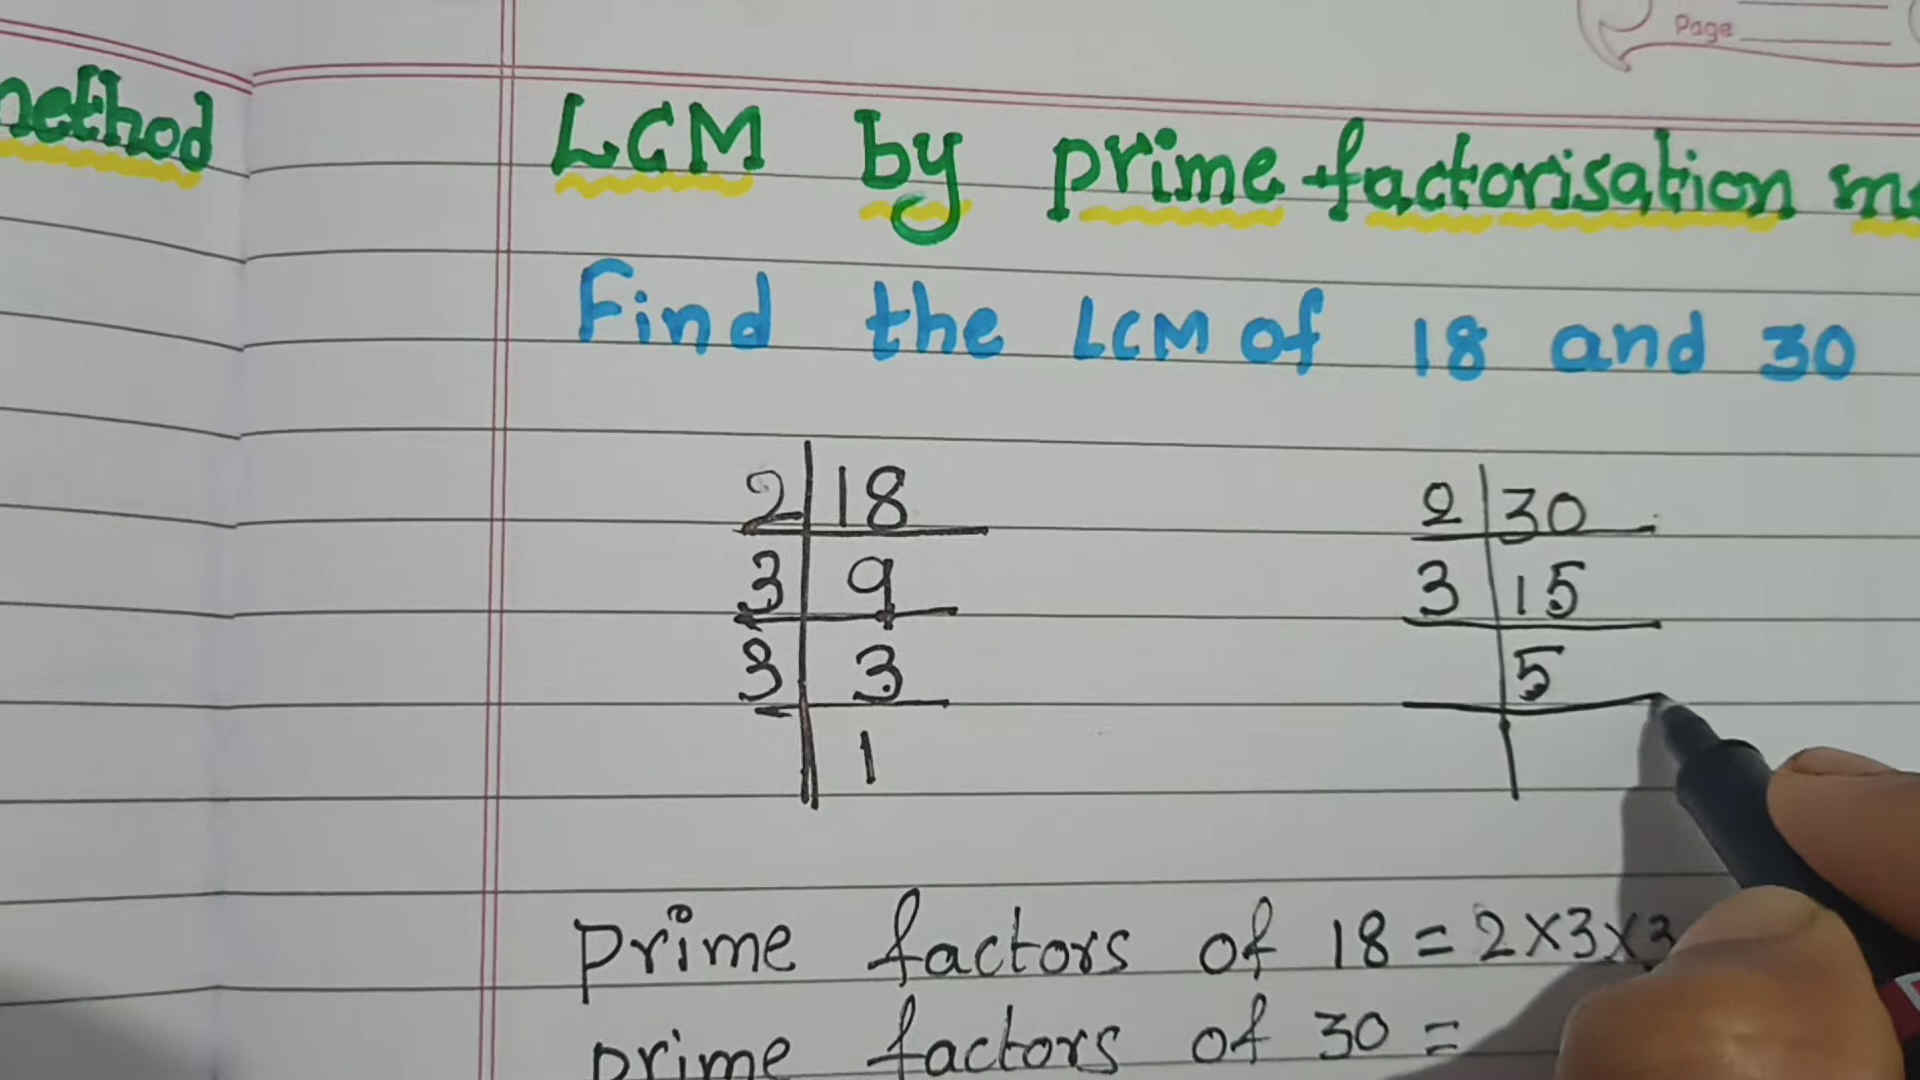 Page
method
LCM by prime factorisation
Find the LCM of 18 and 30
2 18
3 9
3 3
1
2 30
3 15
5
prime factors of 18 = 2×3×3
prime factors of 30 =